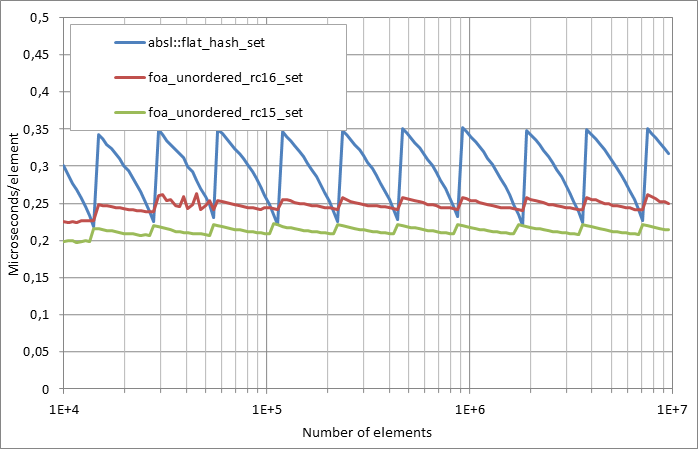 0,5
0,45
0,4
0,35
0,3
0,25
0,2
0,15
0,1
0,05
0
Microseconds/element
absl::flat_hash_set
foa_unordered_rc16_set
foa_unordered_rc15_set
1E+4 1E+5 1E+6 1E+7
Number of elements